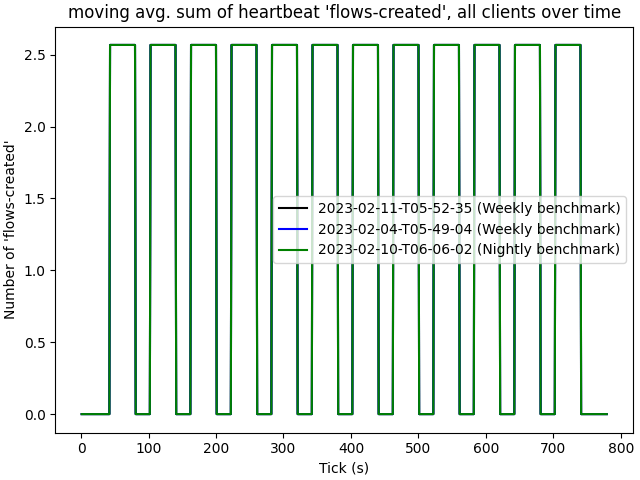 moving avg. sum of heartbeat 'flows-created', all clients over time
Number of 'flows-created'
2.5
2.0
1.5
1.0
0.5
0.0
2023-02-11-T05-52-35 (Weekly benchmark)
2023-02-04-T05-49-04 (Weekly benchmark)
2023-02-10-T06-06-02 (Nightly benchmark)
0 100 200 300 400 500 600 700 800
Tick (s)